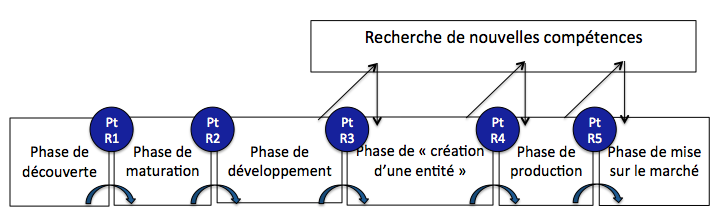 Recherche de nouvelles compétences
Pt
R1
Pt
R2
Pt
R3
Pt
R4
Pt
R5
Phase de
découverte
Phase de
maturation
Phase de
développement
Phase de « création
d'une entité »
Phase de
production
Phase de mise
sur le marché